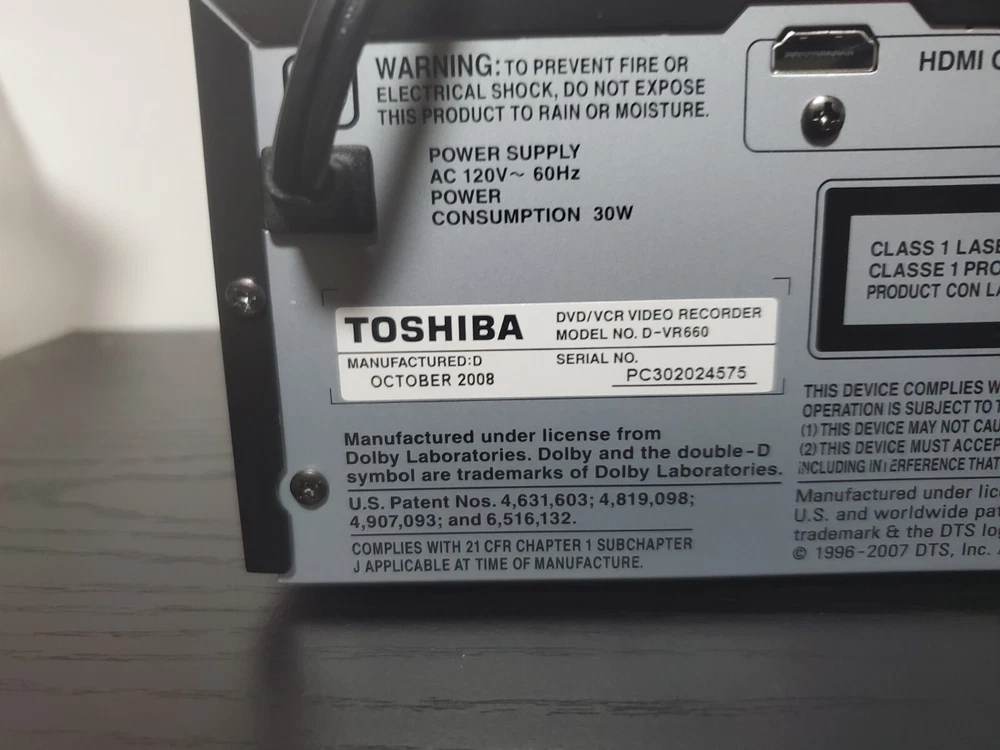 WARNING: TO PREVENT FIRE OR
ELECTRICAL SHOCK, DO NOT EXPOSE
THIS PRODUCT TO RAIN OR MOISTURE.
POWER SUPPLY
AC 120V~ 60Hz
POWER
CONSUMPTION 30W
HDMI
CLASS 1
CLASSE 1
PRODUCT CON
TOSHIBA
DVD/VCR VIDEO RECORDER
MODEL NO. D-VR660
MANUFACTURED:D
OCTOBER 2008
SERIAL NO.
PC302024575
Manufactured under license from
Dolby Laboratories. Dolby and the double-D
symbol are trademarks of Dolby Laboratories.
U.S. Patent Nos. 4,631,603; 4,819,098;
4,907,093; and 6,516,132.
COMPLIES WITH 21 CFR CHAPTER 1 SUBCHAPTER
J APPLICABLE AT TIME OF MANUFACTURE.
THIS DEVICE COMPLIES
OPERATION IS SUBJECT TO
(1) THIS DEVICE MAY NOT
(2) THIS DEVICE MUST
INCLUDING INTERFERENCE THAT
Manufactured under
U.S. and worldwide
trademark & the DTS
© 1996-2007 DTS, Inc.